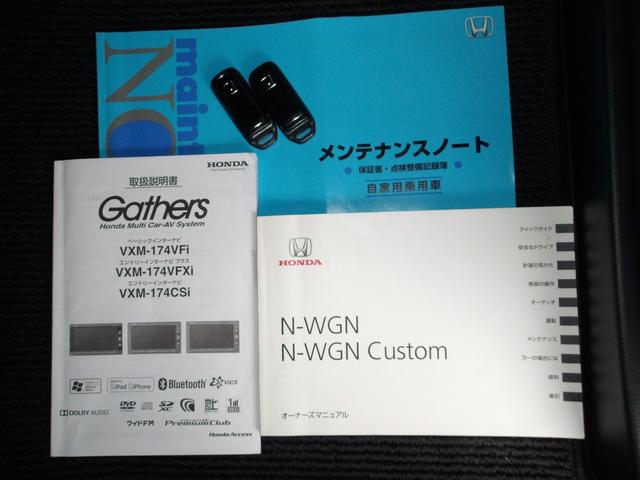 maint
NO
メンテナンスノート
● 保証書・点検整備記録簿 ●
自家用乗用車
HONDA
取扱説明書
Gathers
Honda Multi Car-AV System
ベーシックインターナビ
VXM-174VFi
エントリーインターナビ プラス
VXM-174VFXi
エントリーインターナビ
VXM-174CSi
iPod iPhone
Bluetooth
VICS
DOLBY AUDIO
ワイドFM
PremiumClub
Honda Access
HONDA
N-WGN
N-WGN Custom
オーナーズマニュアル
クイックガイド
安全なドライブ
計器の見かた
各部の操作
オーディオ
運転
メンテナンス
万一の場合には
資料
索引